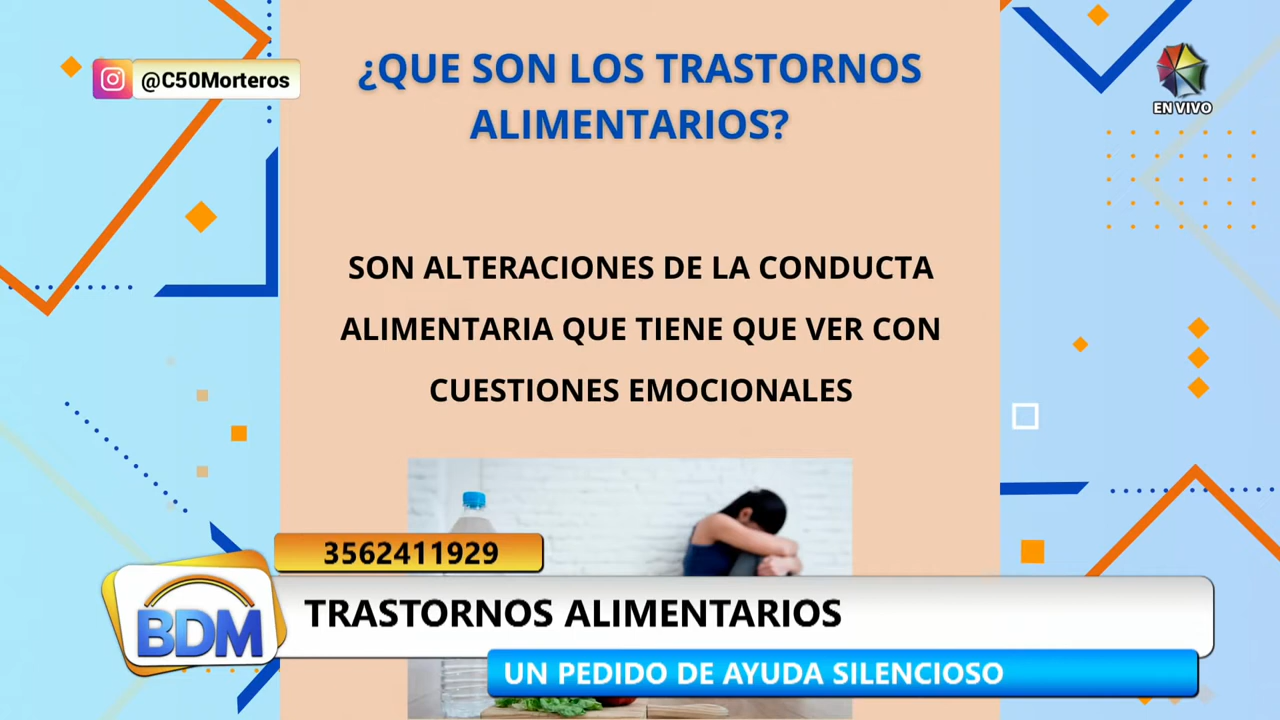 @C50Morteros
EN VIVO
¿QUE SON LOS TRASTORNOS
ALIMENTARIOS?
SON ALTERACIONES DE LA CONDUCTA
ALIMENTARIA QUE TIENE QUE VER CON
CUESTIONES EMOCIONALES
3562411929
BDM
TRASTORNOS ALIMENTARIOS
UN PEDIDO DE AYUDA SILENCIOSO